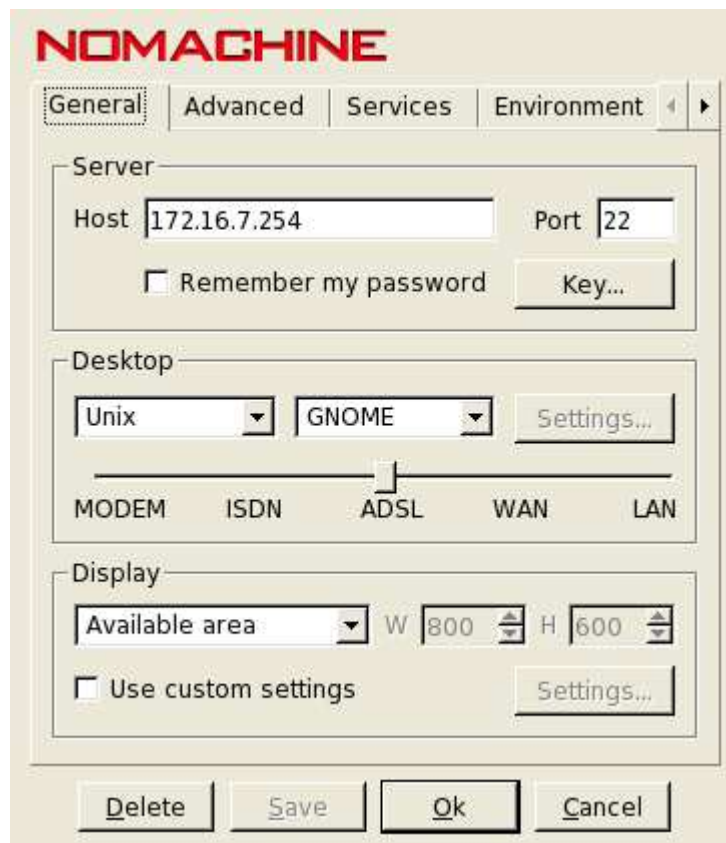 NOMACHINE
General Advanced Services Environment
Server
Host 172.16.7.254 Port 22
Remember my password Key...
Desktop
Unix GNOME Settings...
MODEM ISDN ADSL WAN LAN
Display
Available area W 800 H 600
Use custom settings Settings...
Delete Save Ok Cancel